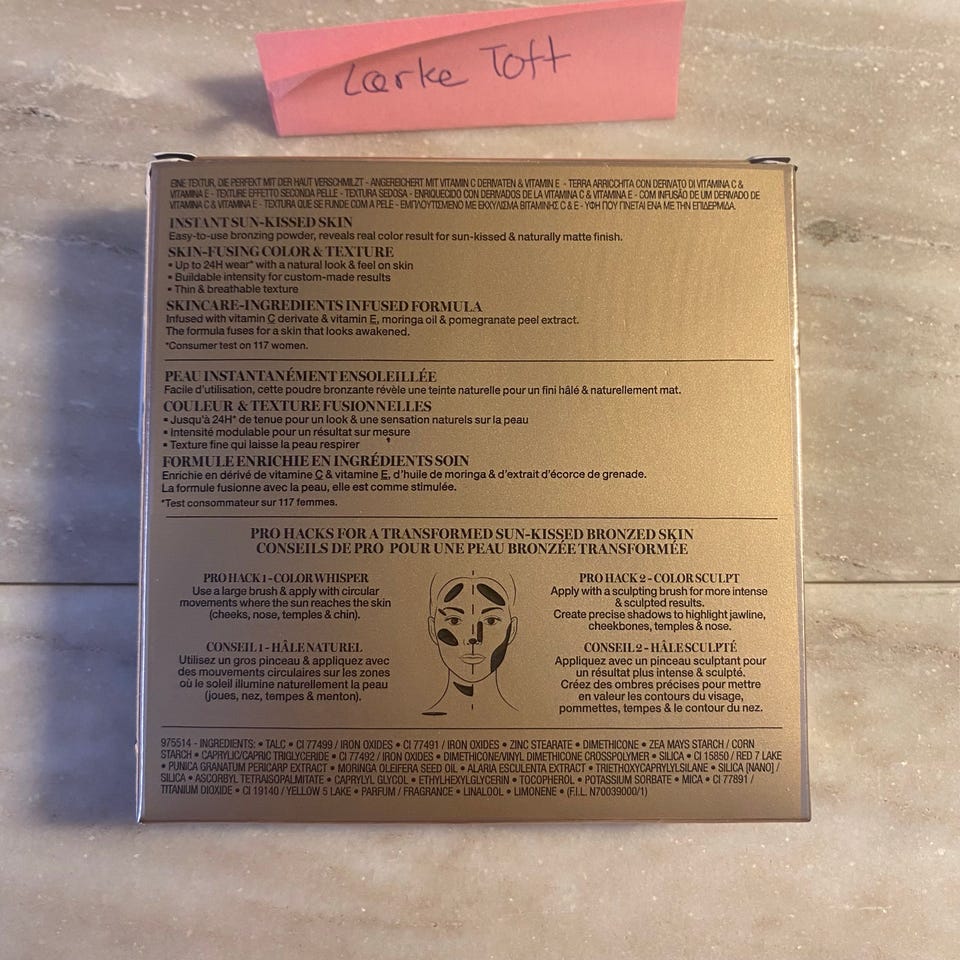 Lærke Toft
EINE TEXTUR, DIE PERFEKT MIT DER HAUT VERSCHMILZT - ANGEREICHERT MIT VITAMIN C DERIVATEN & VITAMIN E - TERRA ARRICCHITA CON DERIVATO DI VITAMINA C &
VITAMINA E - TEXTURE EFFETTO SECONDA PELLE - TEXTURA SEDOSA - ENRIQUECIDO CON DERIVADOS DE LA VITAMINA C & VITAMINA E - COM INFUSÃO DE UM DERIVADO DE
VITAMINA C & VITAMINA E - TEXTURA QUE SE FUNDE COM A PELE - ΕΜΠΛΟΥΤΙΣΜΕΝΟ ΜΕ ΕΚΧΥΛΙΣΜΑ ΒΙΤΑΜΙΝΗΣ C & E - ΥΦΗ ΠΟΥ ΓΙΝΕΤΑΙ ΕΝΑ ΜΕ ΤΗΝ ΕΠΙΔΕΡΜΙΔΑ.
INSTANT SUN-KISSED SKIN
Easy-to-use bronzing powder, reveals real color result for sun-kissed & naturally matte finish.
SKIN-FUSING COLOR & TEXTURE
▪ Up to 24H wear* with a natural look & feel on skin
▪ Buildable intensity for custom-made results
▪ Thin & breathable texture
SKINCARE-INGREDIENTS INFUSED FORMULA
Infused with vitamin C derivate & vitamin E, moringa oil & pomegranate peel extract.
The formula fuses for a skin that looks awakened.
*Consumer test on 117 women.
PEAU INSTANTANÉMENT ENSOLEILLÉE
Facile d'utilisation, cette poudre bronzante révèle une teinte naturelle pour un fini hâlé & naturellement mat.
COULEUR & TEXTURE FUSIONNELLES
▪ Jusqu'à 24H* de tenue pour un look & une sensation naturels sur la peau
▪ Intensité modulable pour un résultat sur mesure
▪ Texture fine qui laisse la peau respirer
FORMULE ENRICHIE EN INGRÉDIENTS SOIN
Enrichie en dérivé de vitamine C & vitamine E, d'huile de moringa & d'extrait d'écorce de grenade.
La formule fusionne avec la peau, elle est comme stimulée.
*Test consommateur sur 117 femmes.
PRO HACKS FOR A TRANSFORMED SUN-KISSED BRONZED SKIN
CONSEILS DE PRO POUR UNE PEAU BRONZÉE TRANSFORMÉE
PRO HACK 1 - COLOR WHISPER
Use a large brush & apply with circular
movements where the sun reaches the skin
(cheeks, nose, temples & chin).
CONSEIL 1 - HÂLE NATUREL
Utilisez un gros pinceau & appliquez avec
des mouvements circulaires sur les zones
où le soleil illumine naturellement la peau
(joues, nez, tempes & menton).
PRO HACK 2 - COLOR SCULPT
Apply with a sculpting brush for more intense
& sculpted results.
Create precise shadows to highlight jawline,
cheekbones, temples & nose.
CONSEIL 2 - HÂLE SCULPTÉ
Appliquez avec un pinceau sculptant pour
un résultat plus intense & sculpté.
Créez des ombres précises pour mettre
en valeur les contours du visage,
pommettes, tempes & le contour du nez.
975514 - INGREDIENTS: • TALC • CI 77499 / IRON OXIDES • CI 77491 / IRON OXIDES • ZINC STEARATE • DIMETHICONE • ZEA MAYS STARCH / CORN
STARCH • CAPRYLIC/CAPRIC TRIGLYCERIDE • CI 77492 / IRON OXIDES • DIMETHICONE/VINYL DIMETHICONE CROSSPOLYMER • SILICA • CI 15850 / RED 7 LAKE
• PUNICA GRANATUM PERICARP EXTRACT • MORINGA OLEIFERA SEED OIL • ALARIA ESCULENTA EXTRACT • TRIETHOXYCAPRYLYLSILANE • SILICA [NANO] /
SILICA • ASCORBYL TETRAISOPALMITATE • CAPRYLYL GLYCOL • ETHYLHEXYLGLYCERIN • TOCOPHEROL • POTASSIUM SORBATE • MICA • CI 77891 /
TITANIUM DIOXIDE • CI 19140 / YELLOW 5 LAKE • PARFUM / FRAGRANCE • LINALOOL • LIMONENE • (F.I.L. N70039000/1)